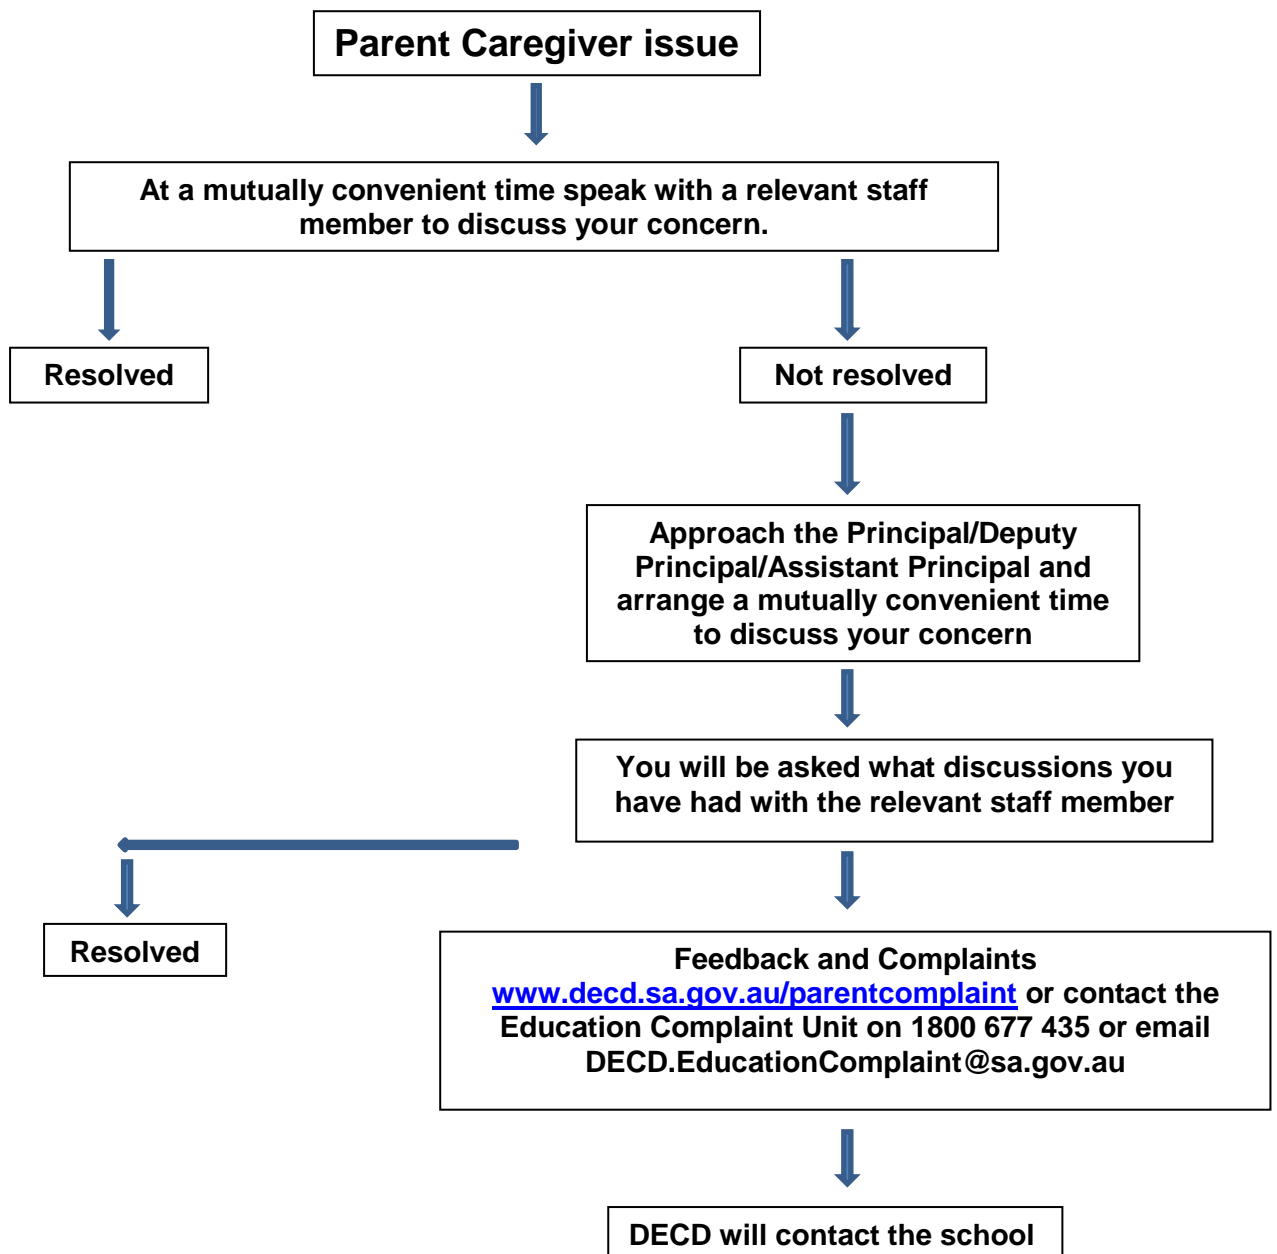 Parent Caregiver issue
At a mutually convenient time speak with a relevant staff
member to discuss your concern.
Resolved
Not resolved
Approach the Principal/Deputy
Principal/Assistant Principal and
arrange a mutually convenient time
to discuss your concern
You will be asked what discussions you
have had with the relevant staff member
Resolved
Feedback and Complaints
www.decd.sa.gov.au/parentcomplaint or contact the
Education Complaint Unit on 1800 677 435 or email
DECD.EducationComplaint@sa.gov.au
DECD will contact the school